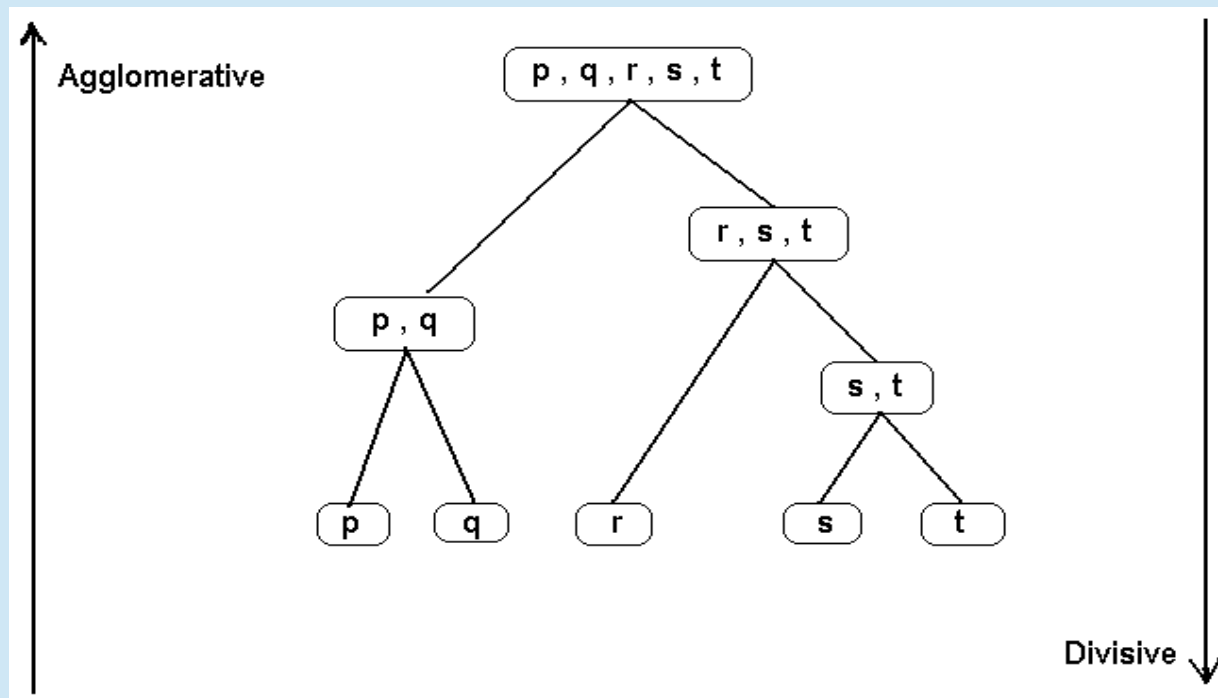 Agglomerative
p , q , r , s , t
r , s , t
p , q
s , t
p
q
r
s
t
Divisive